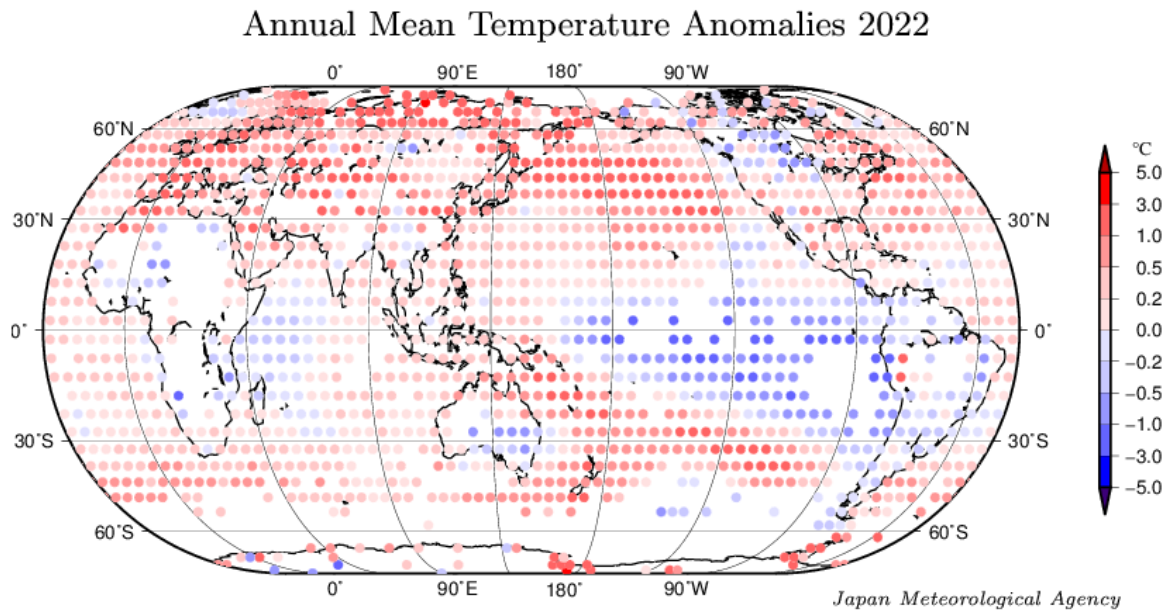 Annual Mean Temperature Anomalies 2022
0˚ 90˚E 180˚ 90˚W
60˚N 60˚N
℃
5.0
3.0
30˚N 30˚N
1.0
0.5
0.2
0˚ 0˚
0.0
−0.2
−0.5
30˚S 30˚S
−1.0
−3.0
−5.0
60˚S 60˚S
0˚ 90˚E 180˚ 90˚W
Japan Meteorological Agency